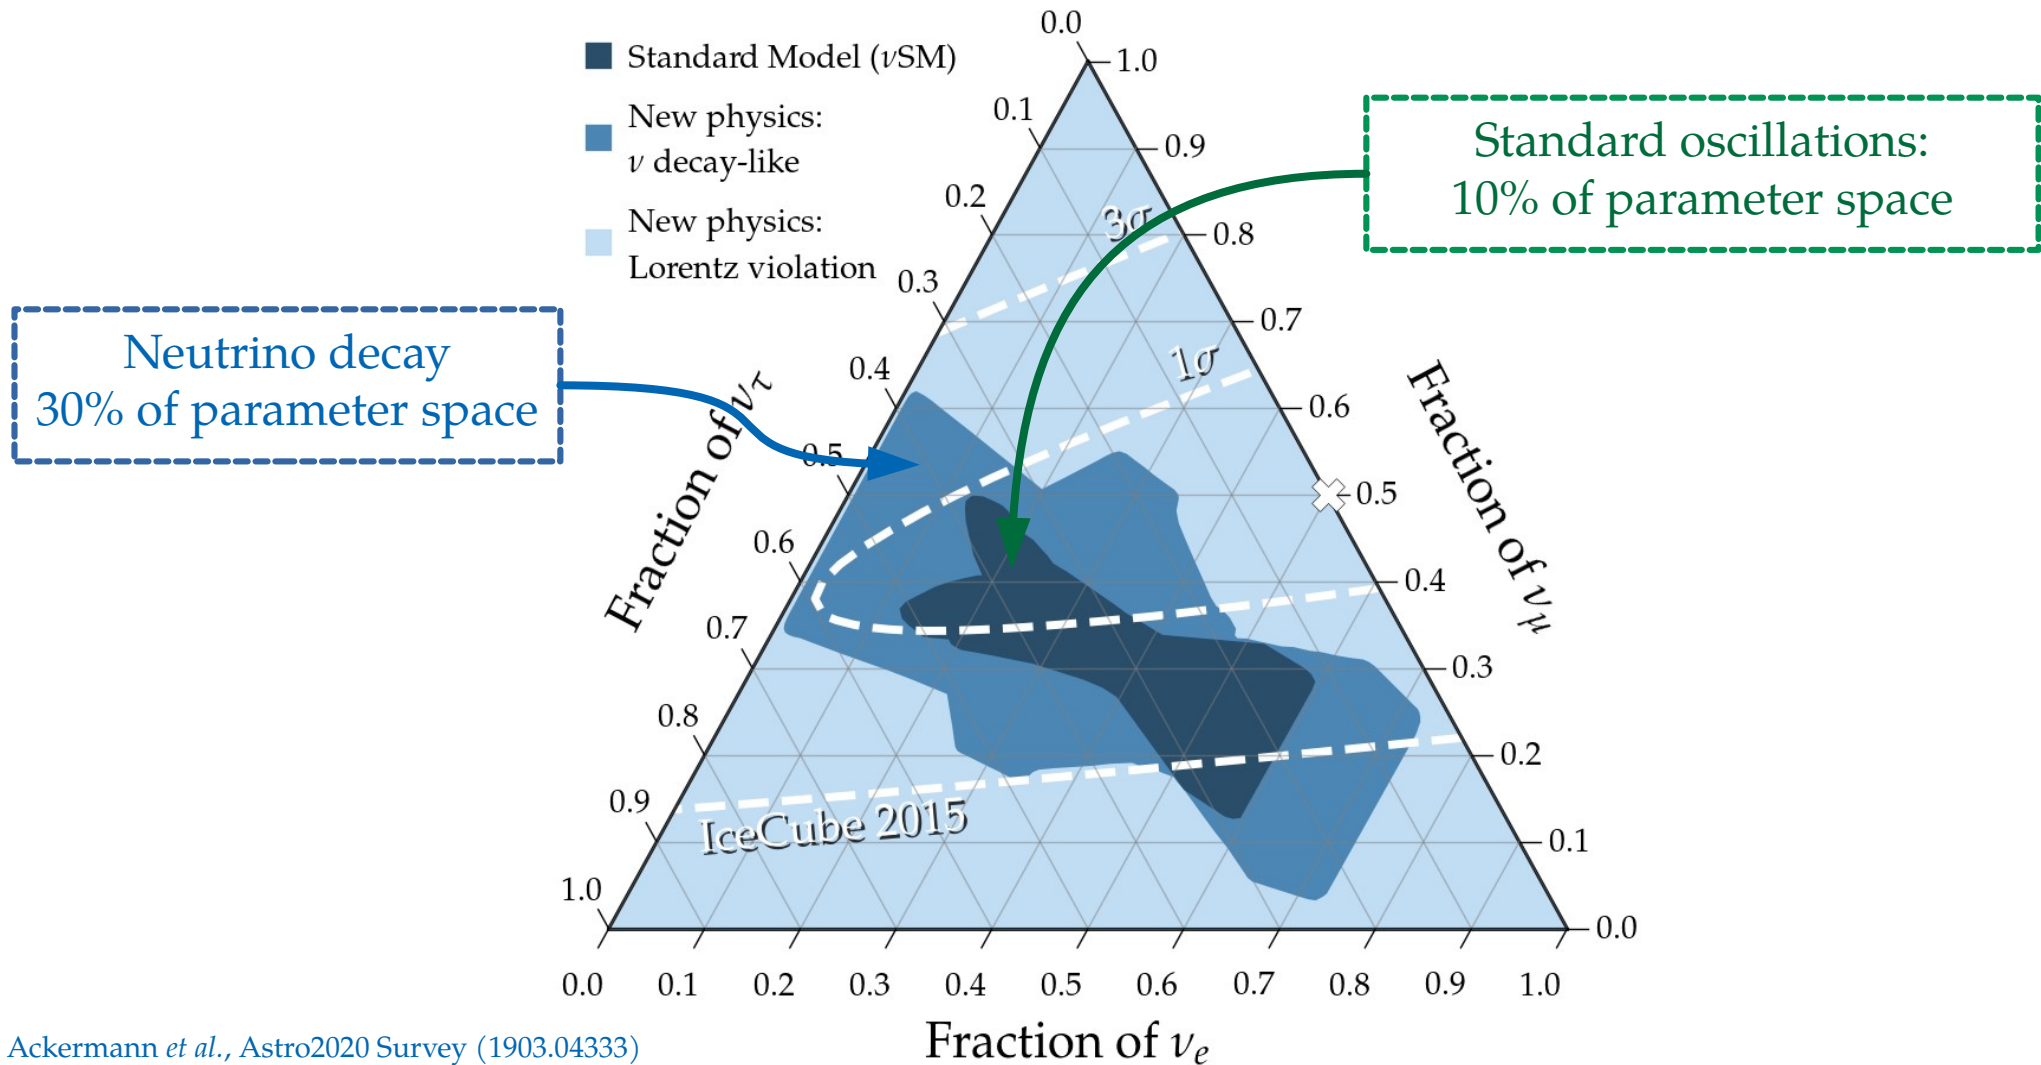 Standard Model (νSM)
New physics:
ν decay-like
New physics:
Lorentz violation
Standard oscillations:
10% of parameter space
Neutrino decay
30% of parameter space
0.0
0.1
0.2
0.3
0.4
0.5
0.6
0.7
0.8
0.9
1.0
Fraction of ντ
1.0
0.9
0.8
0.7
0.6
0.5
0.4
0.3
0.2
0.1
0.0
Fraction of νμ
3σ
1σ
IceCube 2015
0.0 0.1 0.2 0.3 0.4 0.5 0.6 0.7 0.8 0.9 1.0
Fraction of νe
Ackermann et al., Astro2020 Survey (1903.04333)